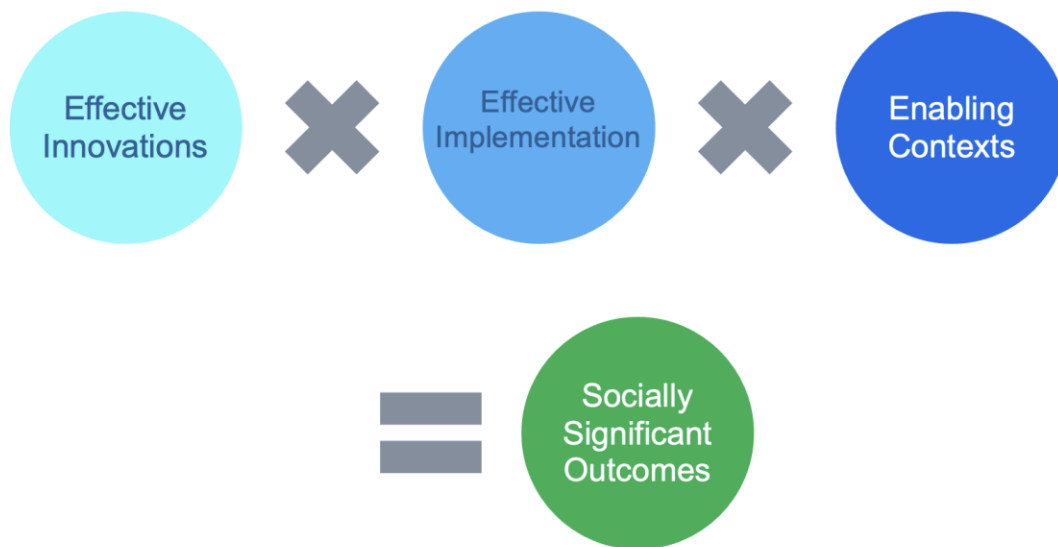 Effective
Innovations
Effective
Implementation
Enabling
Contexts
Socially
Significant
Outcomes